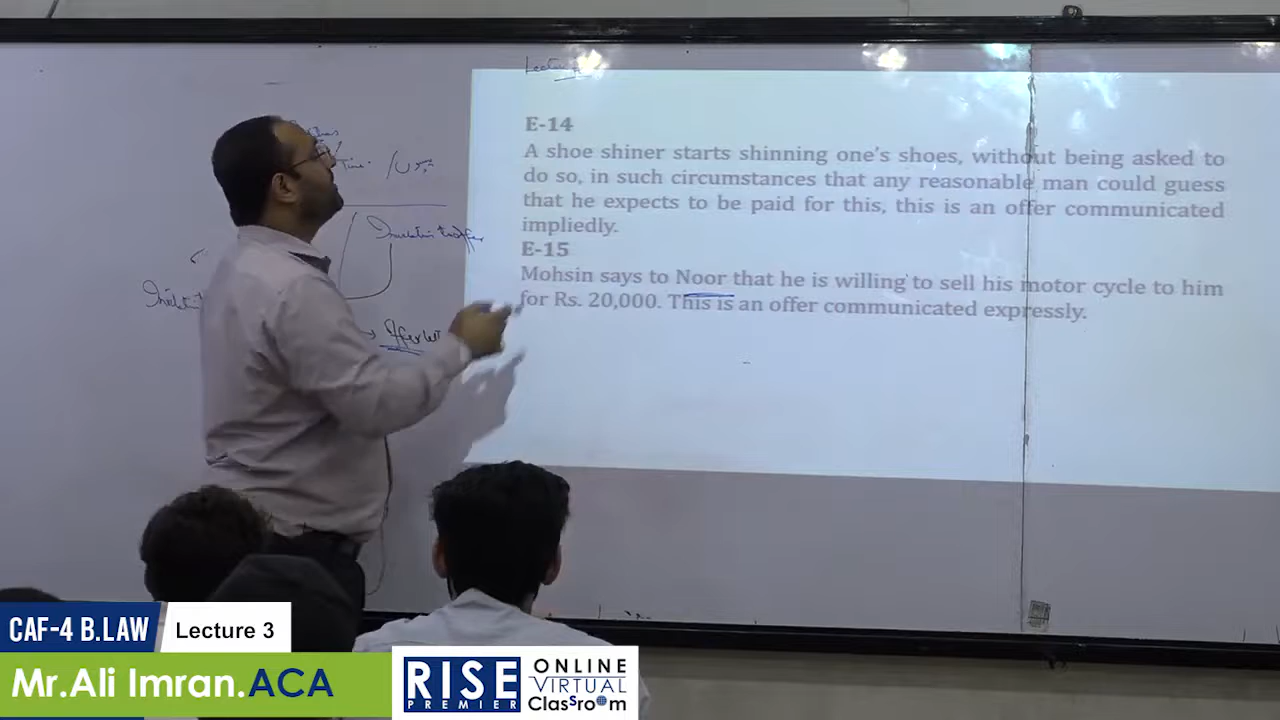 Lecture
E-14
A shoe shiner starts shinning one's shoes, without being asked to
do so, in such circumstances that any reasonable man could guess
that he expects to be paid for this, this is an offer communicated
impliedly.
E-15
Mohsin says to Noor that he is willing to sell his motor cycle to him
for Rs. 20,000. This is an offer communicated expressly.
Time.
CAF-4 B.LAW
Lecture 3
Mr.Ali Imran.ACA
RISE
PREMIER
ONLINE
VIRTUAL
ClasSroom